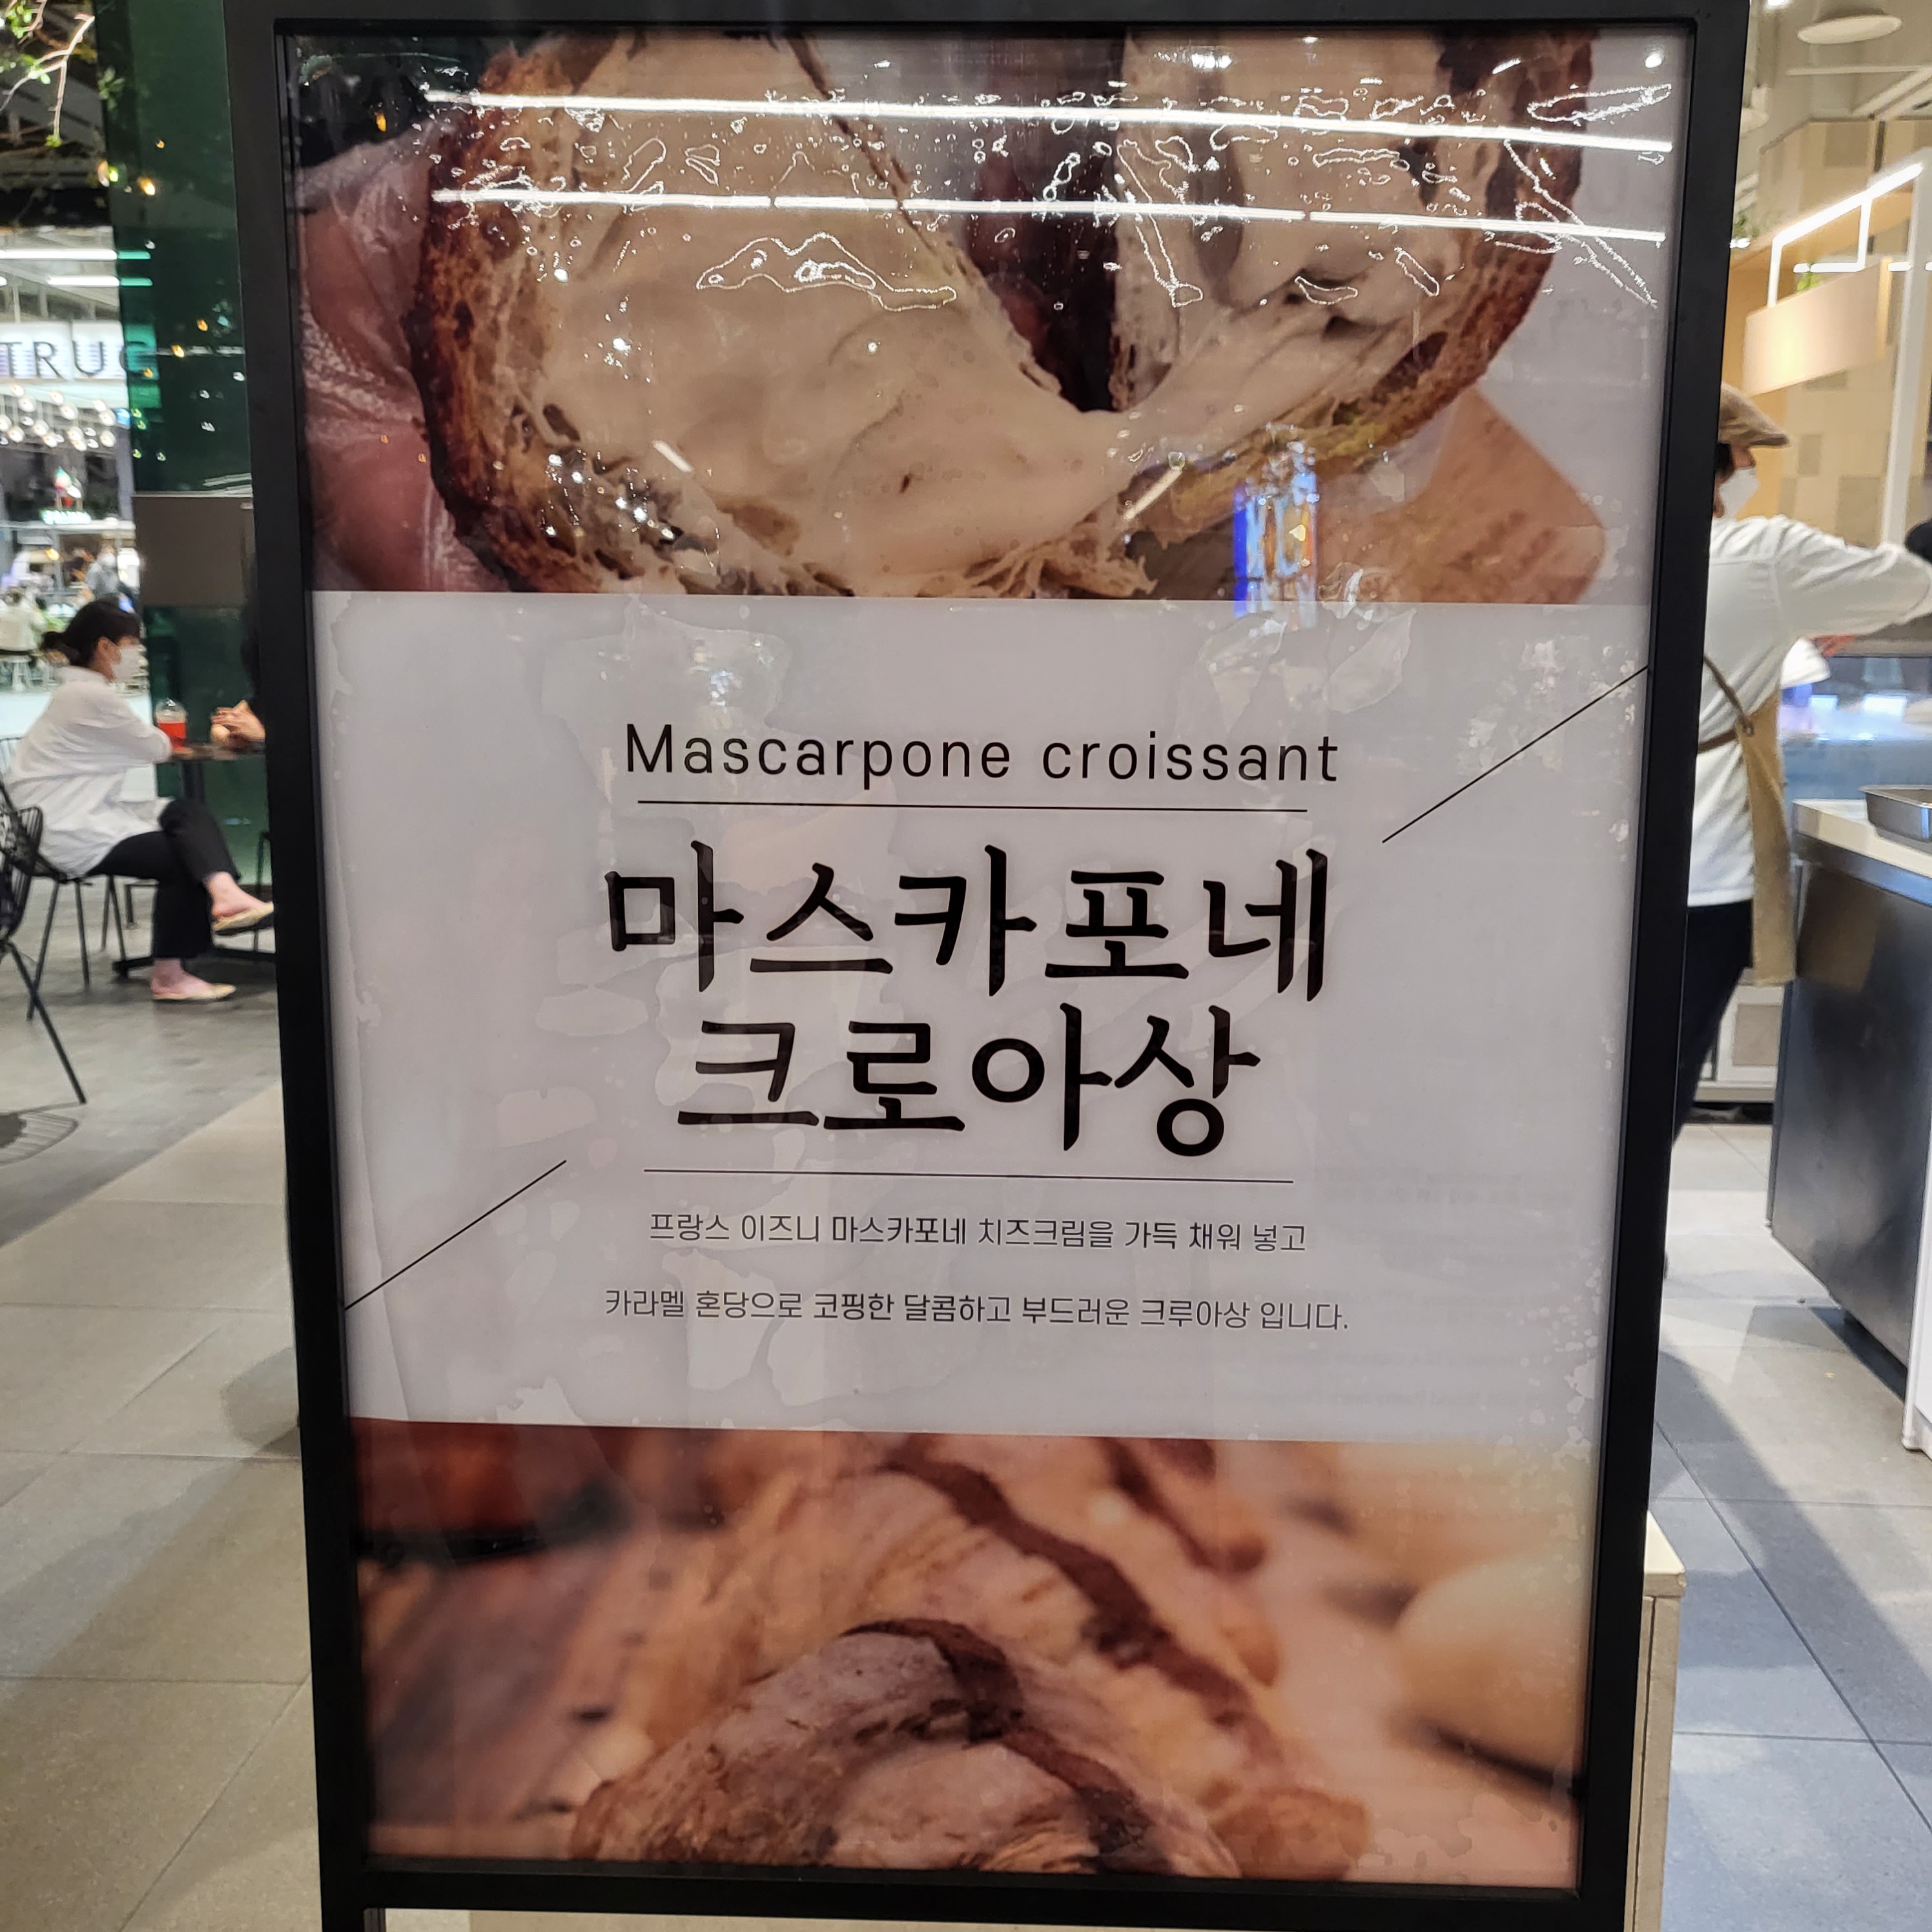 TRUC
Mascarpone croissant
마스카포네
크로아상
프랑스 이즈니 마스카포네 치즈크림을 가득 채워 넣고
카라멜 혼당으로 코핑한 달콤하고 부드러운 크루아상 입니다.